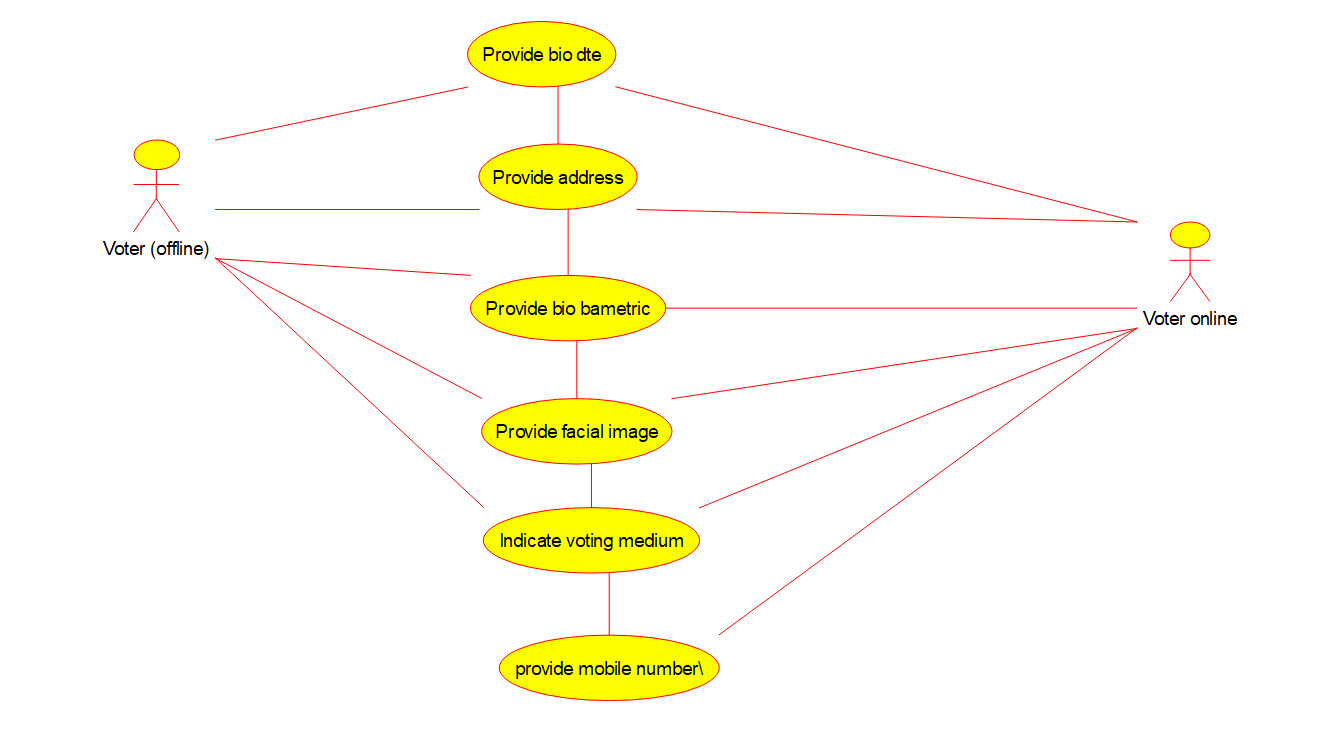 Provide bio dte
Provide address
Voter (offline)
Provide bio bametric
Voter online
Provide facial image
Indicate voting medium
provide mobile number\